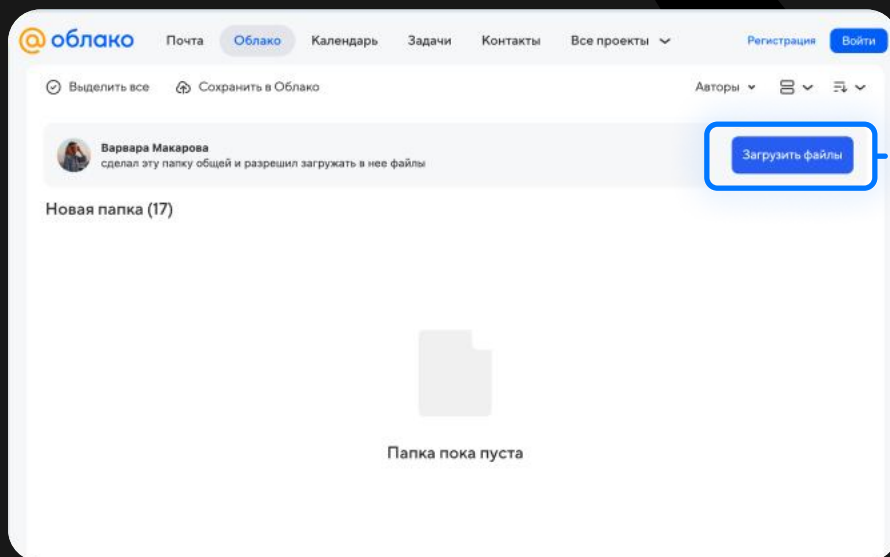 @облако Почта Облако Календарь Задачи Контакты Все проекты Регистрация Войти
Выделить все Сохранить в Облако Авторы
Варвара Макарова
сделал эту папку общей и разрешил загружать в нее файлы
Загрузить файлы
Новая папка (17)
Папка пока пуста